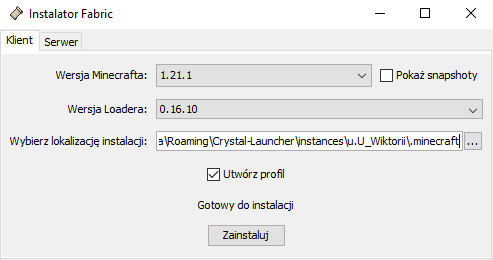 Instalator Fabric
Klient Serwer
Wersja Minecrafta: 1.21.1 Pokaż snapshoty
Wersja Loadera: 0.16.10
Wybierz lokalizację instalacji: a\Roaming\Crystal-Launcher\instances\u.U_Wiktorii\.minecraft ...
Utwórz profil
Gotowy do instalacji
Zainstaluj